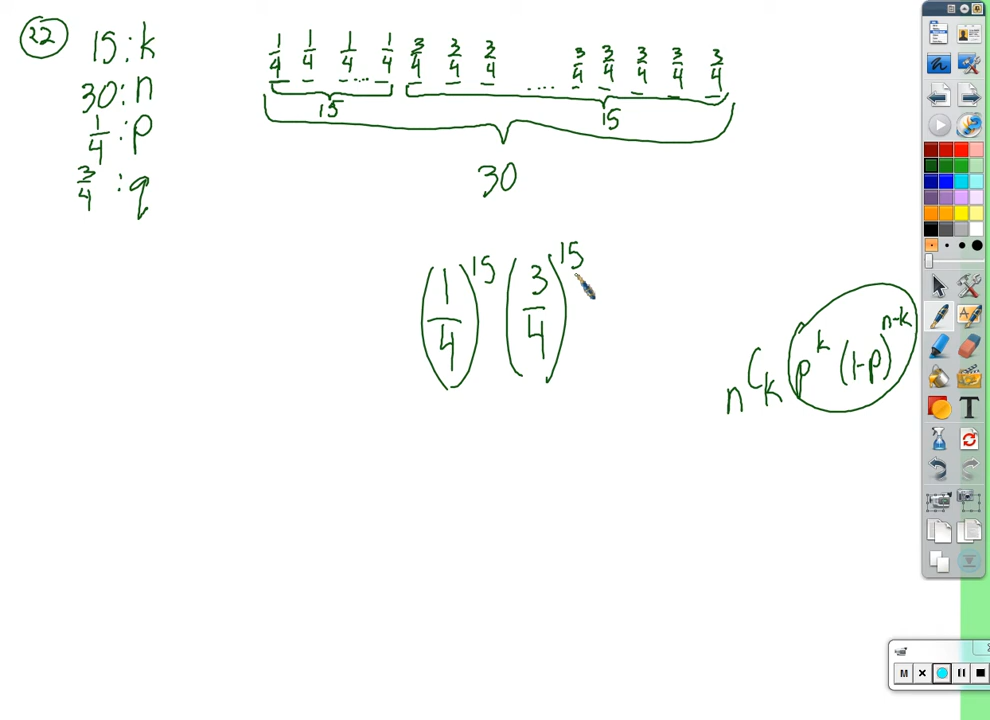 22
15 : k
30 : n
1/4 : p
3/4 : q
1/4 1/4 1/4 .... 1/4 3/4 3/4 3/4 .... 3/4 3/4 3/4 3/4 3/4
15 15
30
(1/4)^15 (3/4)^15
nCk p^k (1-p)^n-k
T
M